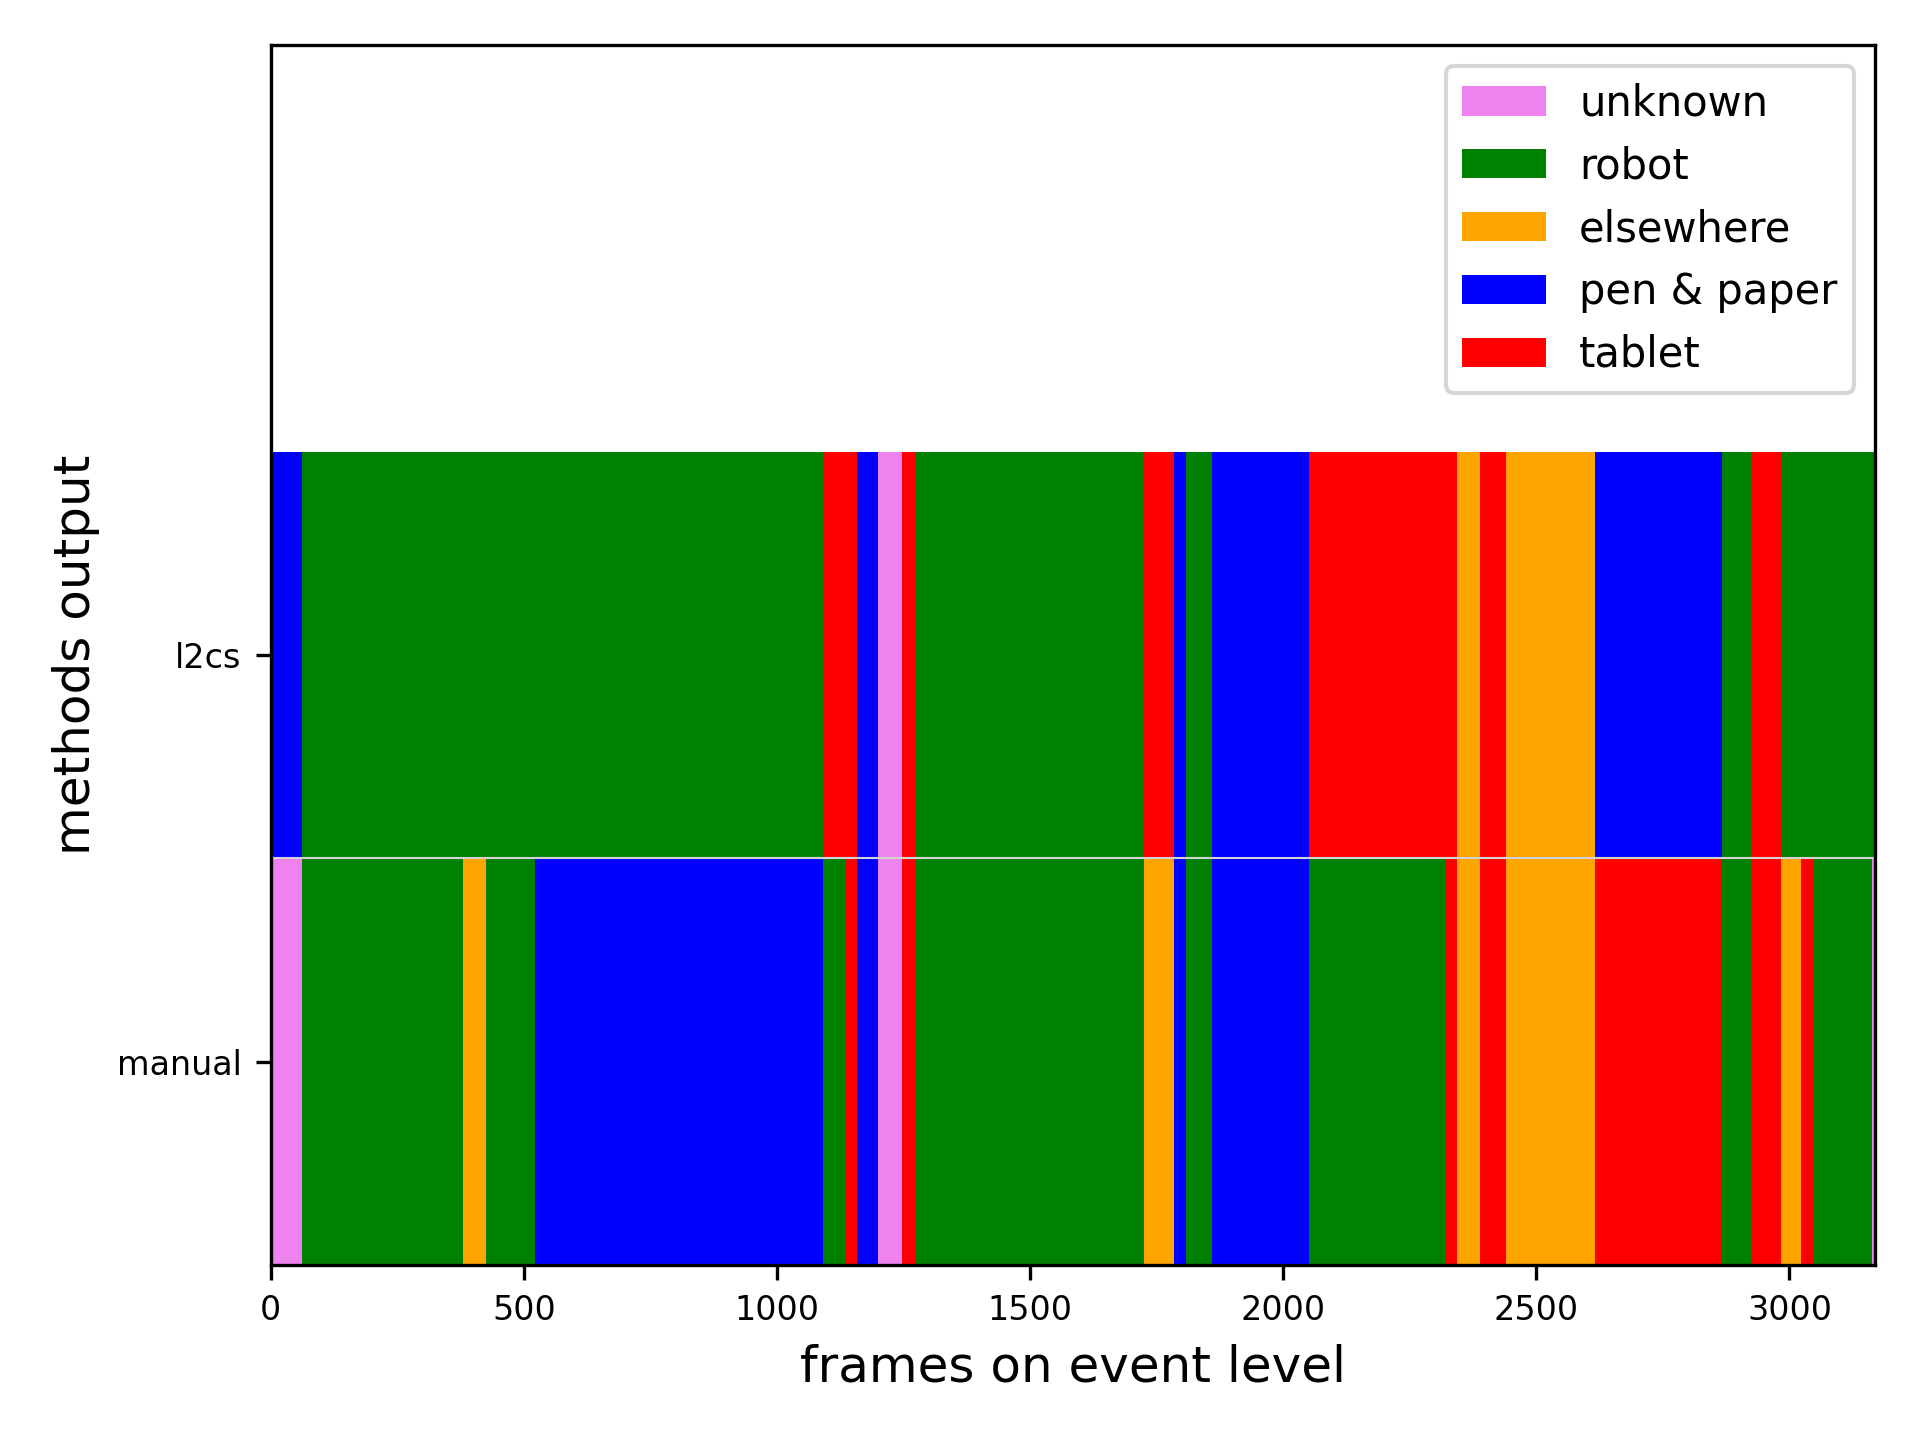 unknown
robot
elsewhere
pen & paper
tablet
methods output
l2cs
manual
0 500 1000 1500 2000 2500 3000
frames on event level